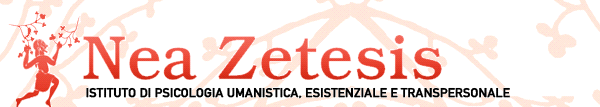 Nea Zetesis
ISTITUTO DI PSICOLOGIA UMANISTICA, ESISTENZIALE E TRANSPERSONALE